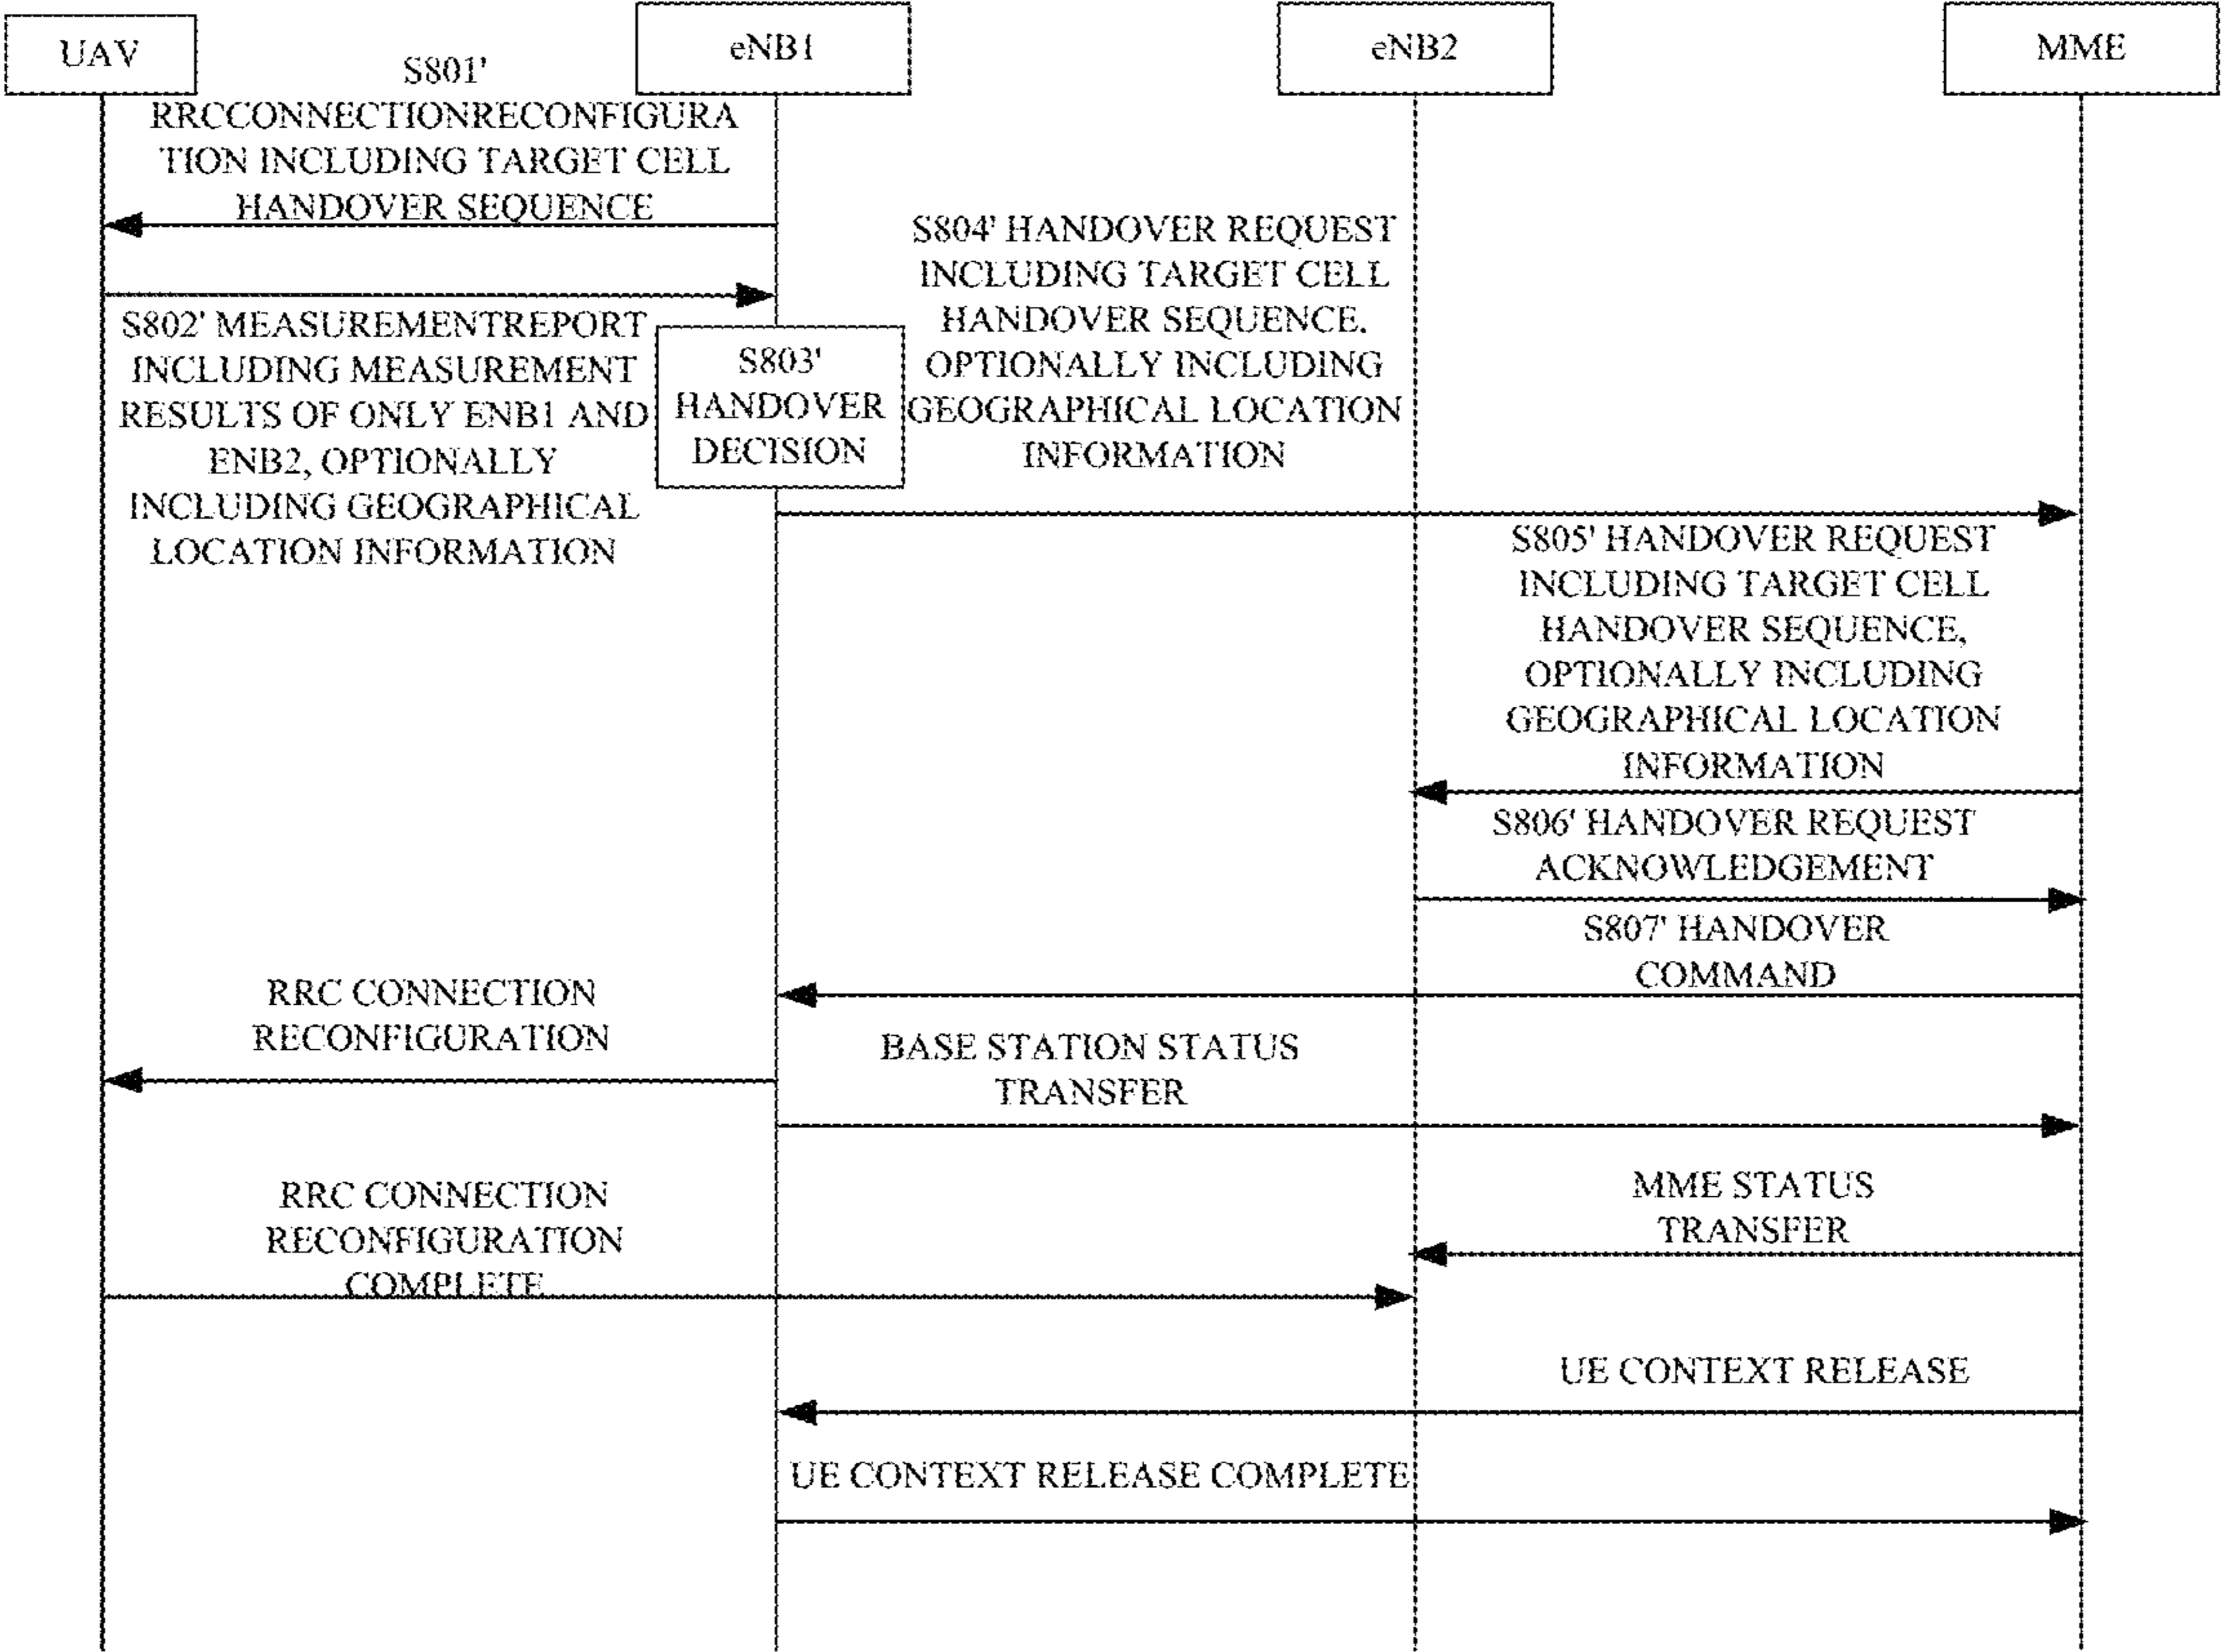 UAV
eNB1
eNB2
MME
S801'
RRCCONNECTIONRECONFIGURA
TION INCLUDING TARGET CELL
HANDOVER SEQUENCE
S802' MEASUREMENTREPORT
INCLUDING MEASUREMENT
RESULTS OF ONLY ENB1 AND
ENB2, OPTIONALLY
INCLUDING GEOGRAPHICAL
LOCATION INFORMATION
S803'
HANDOVER
DECISION
S804' HANDOVER REQUEST
INCLUDING TARGET CELL
HANDOVER SEQUENCE.
OPTIONALLY INCLUDING
GEOGRAPHICAL LOCATION
INFORMATION
S805' HANDOVER REQUEST
INCLUDING TARGET CELL
HANDOVER SEQUENCE,
OPTIONALLY INCLUDING
GEOGRAPHICAL LOCATION
INFORMATION
S806' HANDOVER REQUEST
ACKNOWLEDGEMENT
S807' HANDOVER
COMMAND
RRC CONNECTION
RECONFIGURATION
BASE STATION STATUS
TRANSFER
MME STATUS
TRANSFER
RRC CONNECTION
RECONFIGURATION
COMPLETE
UE CONTEXT RELEASE
UE CONTEXT RELEASE COMPLETE